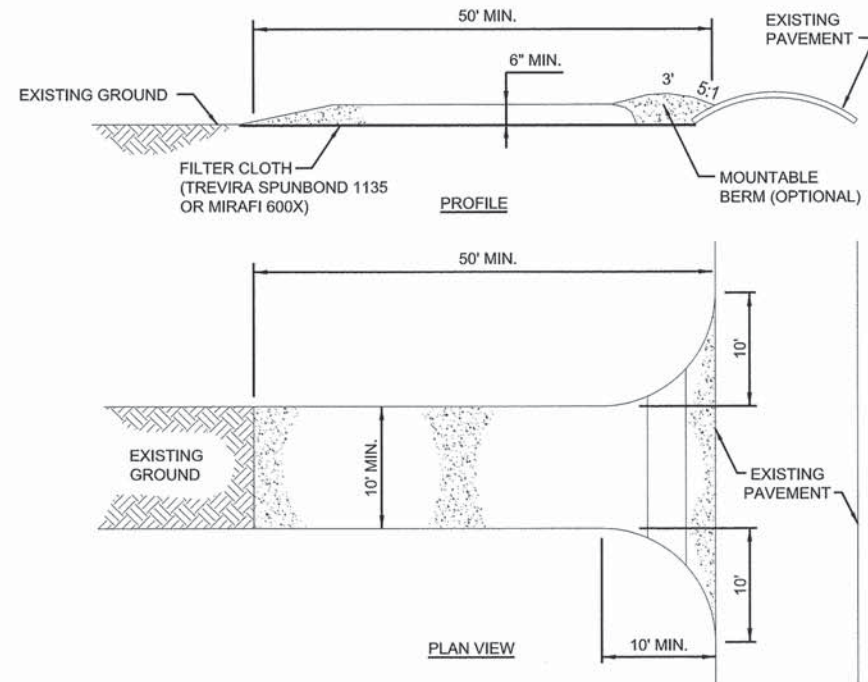 50' MIN.
EXISTING
PAVEMENT
6" MIN.
3'
5:1
EXISTING GROUND
FILTER CLOTH
(TREVIRA SPUNBOND 1135
OR MIRAFI 600X)
MOUNTABLE
BERM (OPTIONAL)
PROFILE
50' MIN.
10'
EXISTING
GROUND
10' MIN.
EXISTING
PAVEMENT
10'
10' MIN.
PLAN VIEW